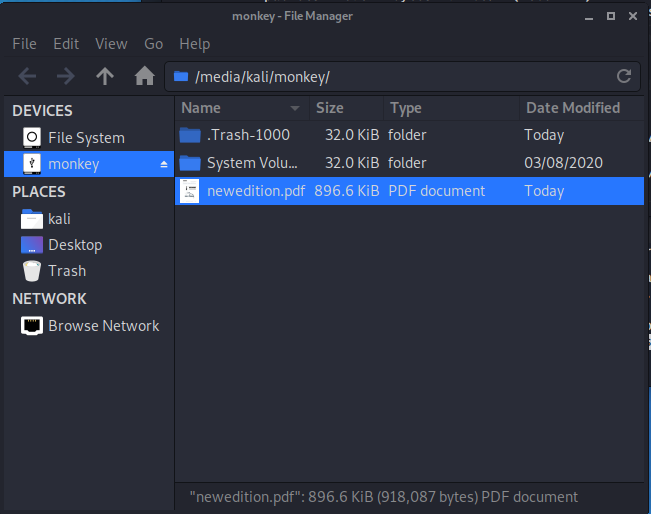 monkey - File Manager
File Edit View Go Help
/media/kali/monkey/
DEVICES
File System
monkey
PLACES
kali
Desktop
Trash
NETWORK
Browse Network
Name Size Type Date Modified
.Trash-1000 32.0 KiB folder Today
System Volu... 32.0 KiB folder 03/08/2020
newedition.pdf 896.6 KiB PDF document Today
"newedition.pdf": 896.6 KiB (918,087 bytes) PDF document